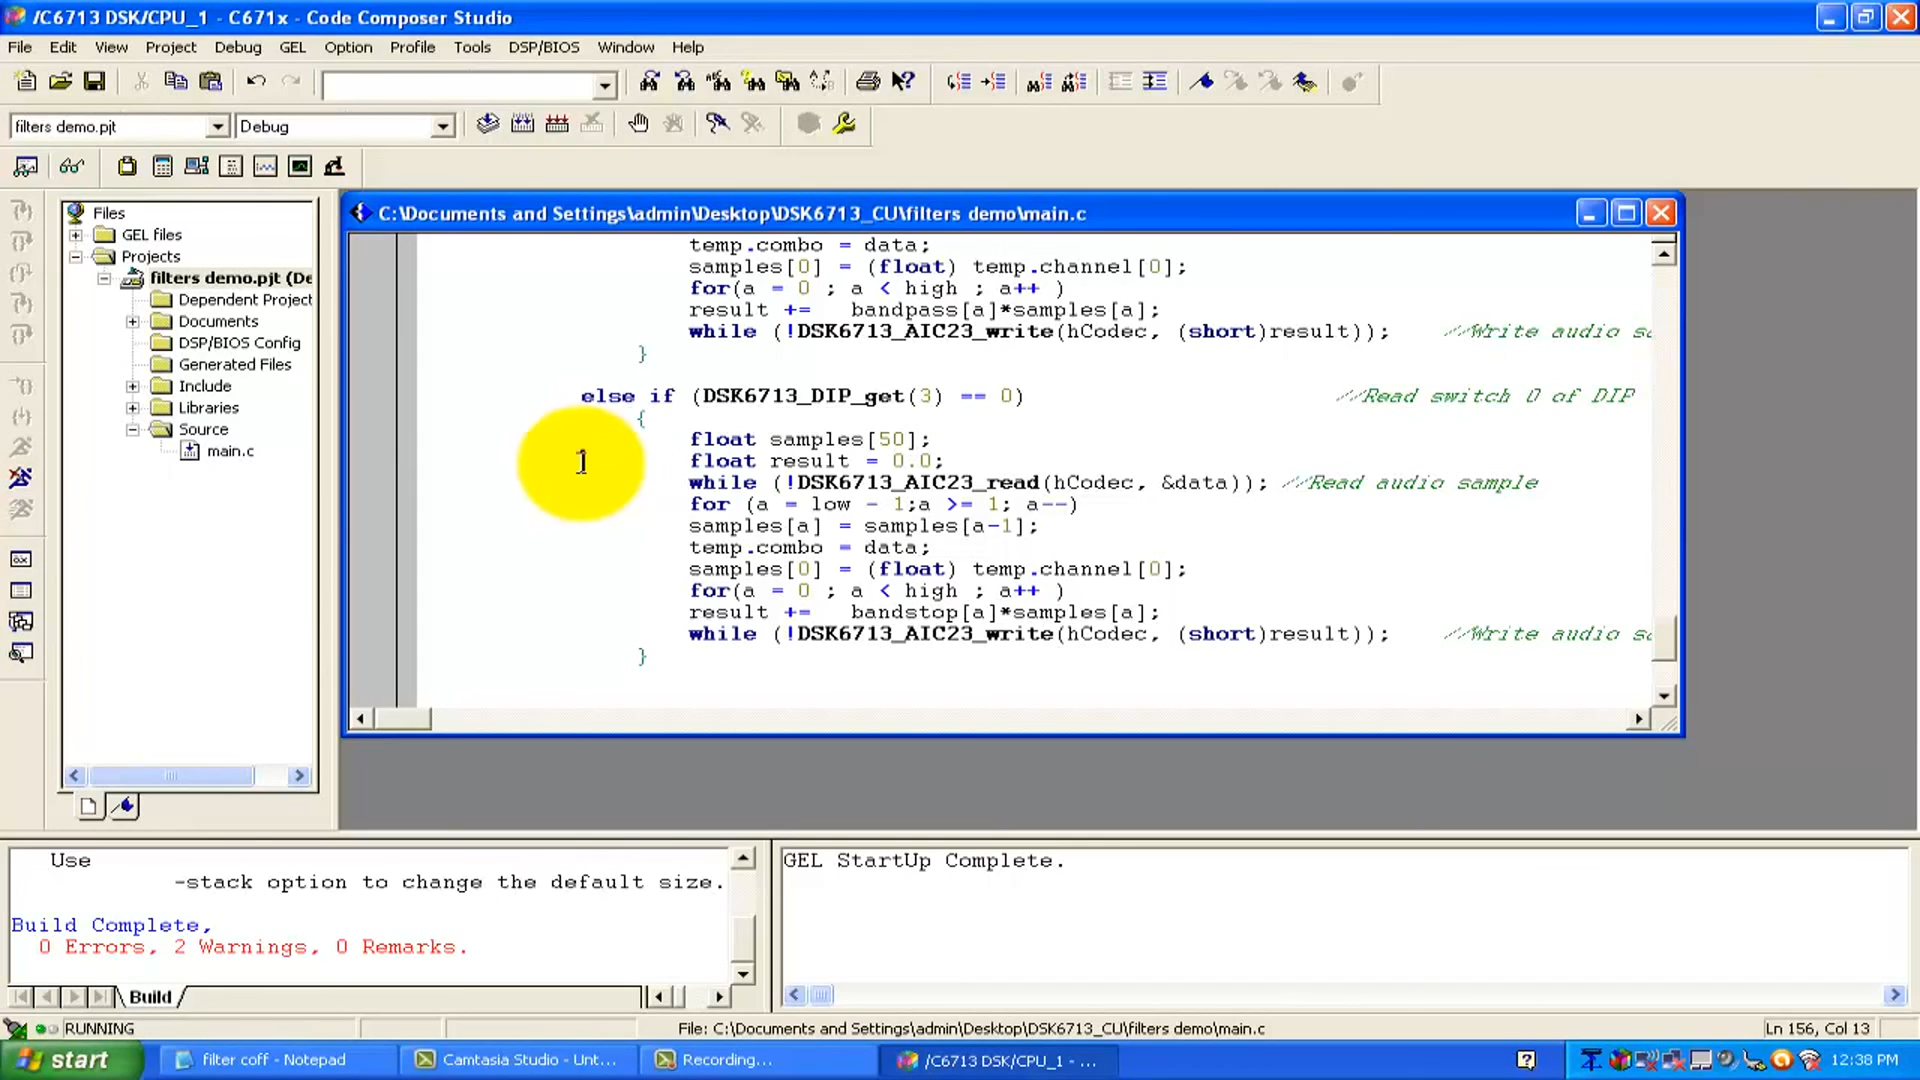 /C6713 DSK/CPU_1 - C671x - Code Composer Studio
File Edit View Project Debug GEL Option Profile Tools DSP/BIOS Window Help
filters demo.pjt Debug
Files
GEL files
Projects
filters demo.pjt (De
Dependent Project
Documents
DSP/BIOS Config
Generated Files
Include
Libraries
Source
main.c
C:\Documents and Settings\admin\Desktop\DSK6713_CU\filters demo\main.c
temp.combo = data;
samples[0] = (float) temp.channel[0];
for(a = 0 ; a < high ; a++ )
result += bandpass[a]*samples[a];
while (!DSK6713_AIC23_write(hCodec, (short)result)); //Write audio sa
}
else if (DSK6713_DIP_get(3) == 0) //Read switch 0 of DIP
{
float samples[50];
float result = 0.0;
while (!DSK6713_AIC23_read(hCodec, &data)); //Read audio sample
for (a = low - 1;a >= 1; a--)
samples[a] = samples[a-1];
temp.combo = data;
samples[0] = (float) temp.channel[0];
for(a = 0 ; a < high ; a++ )
result += bandstop[a]*samples[a];
while (!DSK6713_AIC23_write(hCodec, (short)result)); //Write audio sa
}
Use
-stack option to change the default size.
Build Complete,
0 Errors, 2 Warnings, 0 Remarks.
Build
GEL StartUp Complete.
RUNNING
File: C:\Documents and Settings\admin\Desktop\DSK6713_CU\filters demo\main.c
Ln 156, Col 13
start
filter coff - Notepad
Camtasia Studio - Unt...
Recording...
/C6713 DSK/CPU_1 - ...
12:38 PM